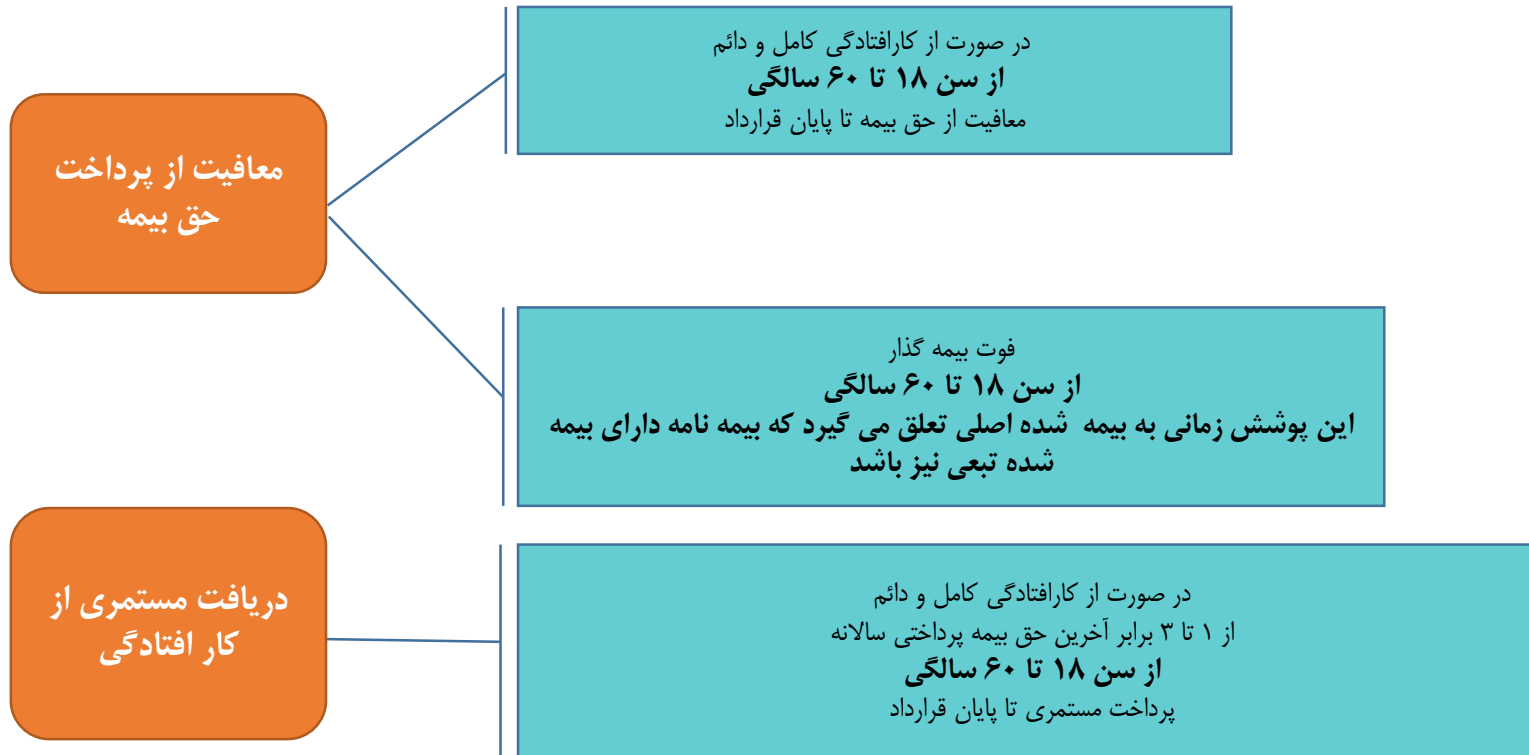 معافیت از پرداخت
حق بیمه
در صورت از کارافتادگی کامل و دائم
از سن ۱۸ تا ۶۰ سالگی
معافیت از حق بیمه تا پایان قرارداد
فوت بیمه گذار
از سن ۱۸ تا ۶۰ سالگی
این پوشش زمانی به بیمه شده اصلی تعلق می گیرد که بیمه نامه دارای بیمه
شده تبعی نیز باشد
دریافت مستمری از
کار افتادگی
در صورت از کارافتادگی کامل و دائم
از ۱ تا ۳ برابر آخرین حق بیمه پرداختی سالانه
از سن ۱۸ تا ۶۰ سالگی
پرداخت مستمری تا پایان قرارداد